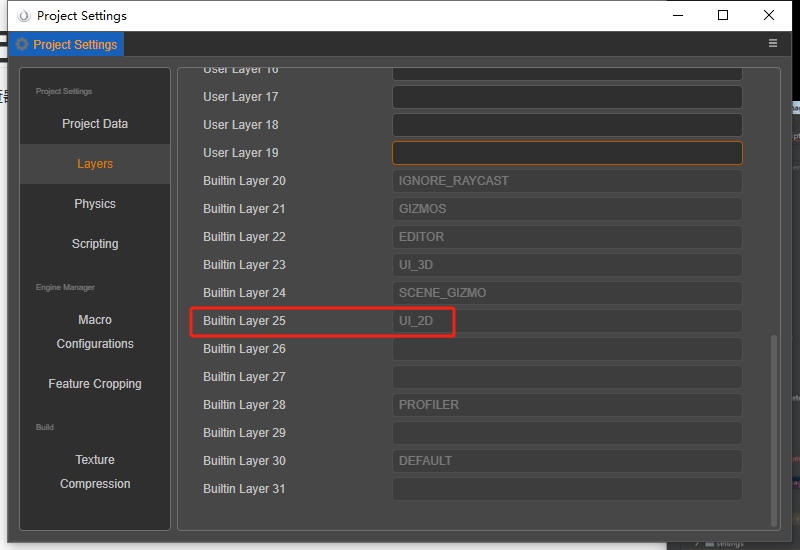 Project Settings
Project Settings
Project Settings
Project Data
Layers
Physics
Scripting
Engine Manager
Macro
Configurations
Feature Cropping
Build
Texture
Compression
User Layer 16
User Layer 17
User Layer 18
User Layer 19
Builtin Layer 20 IGNORE_RAYCAST
Builtin Layer 21 GIZMOS
Builtin Layer 22 EDITOR
Builtin Layer 23 UI_3D
Builtin Layer 24 SCENE_GIZMO
Builtin Layer 25 UI_2D
Builtin Layer 26
Builtin Layer 27
Builtin Layer 28 PROFILER
Builtin Layer 29
Builtin Layer 30 DEFAULT
Builtin Layer 31
settings